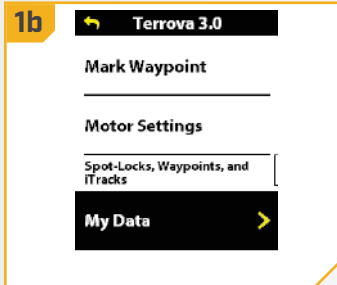 1b
Terrova 3.0
Mark Waypoint
Motor Settings
Spot-Locks, Waypoints, and
iTracks
My Data